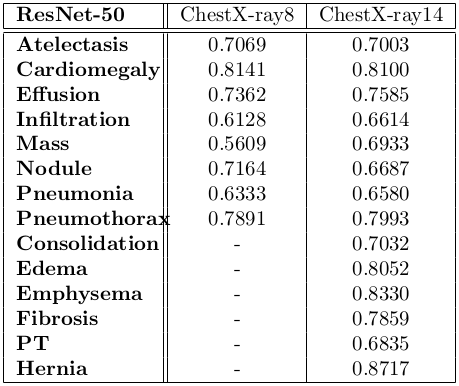 ResNet-50 ChestX-ray8 ChestX-ray14
Atelectasis 0.7069 0.7003
Cardiomegaly 0.8141 0.8100
Effusion 0.7362 0.7585
Infiltration 0.6128 0.6614
Mass 0.5609 0.6933
Nodule 0.7164 0.6687
Pneumonia 0.6333 0.6580
Pneumothorax 0.7891 0.7993
Consolidation - 0.7032
Edema - 0.8052
Emphysema - 0.8330
Fibrosis - 0.7859
PT - 0.6835
Hernia - 0.8717